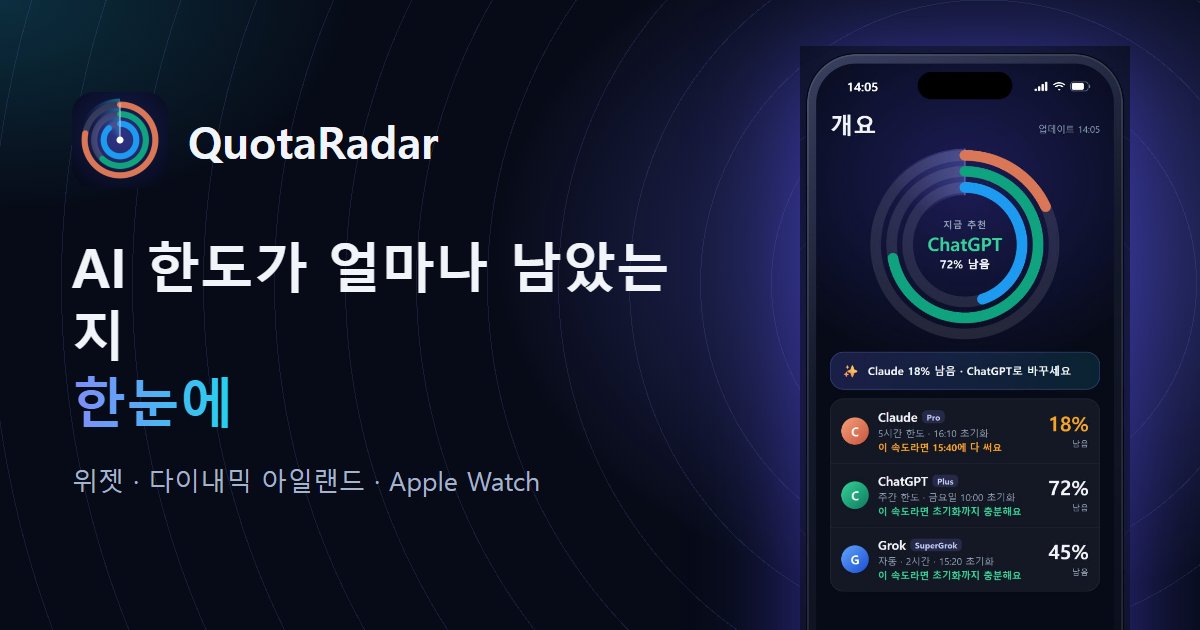 QuotaRadar
AI 한도가 얼마나 남았는
지
한눈에
위젯 · 다이내믹 아일랜드 · Apple Watch
14:05
개요
업데이트 14:05
지금 추천
ChatGPT
72% 남음
✨ Claude 18% 남음 · ChatGPT로 바꾸세요
C
Claude Pro
5시간 한도 · 16:10 초기화
이 속도라면 15:40에 다 써요
18%
남음
C
ChatGPT Plus
주간 한도 · 금요일 10:00 초기화
이 속도라면 초기화까지 충분해요
72%
남음
G
Grok SuperGrok
자동 · 2시간 · 15:20 초기화
이 속도라면 초기화까지 충분해요
45%
남음